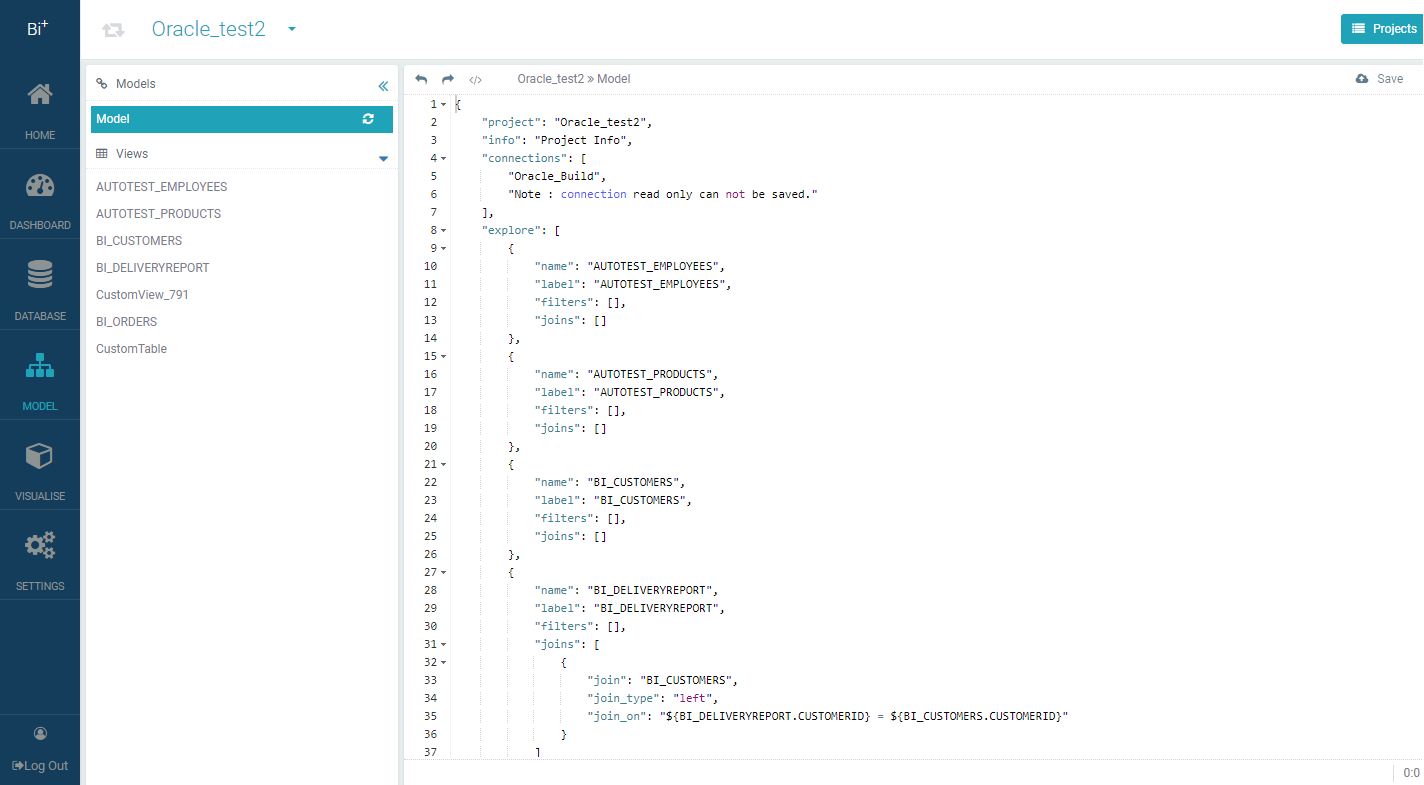 Bi+
Oracle_test2
Projects
HOME
DASHBOARD
DATABASE
MODEL
VISUALISE
SETTINGS
Log Out
Models
Model
Views
AUTOTEST_EMPLOYEES
AUTOTEST_PRODUCTS
BI_CUSTOMERS
BI_DELIVERYREPORT
CustomView_791
BI_ORDERS
CustomTable
</> Oracle_test2 » Model
Save
1 {
2 "project": "Oracle_test2",
3 "info": "Project Info",
4 "connections": [
5 "Oracle_Build",
6 "Note : connection read only can not be saved."
7 ],
8 "explore": [
9 {
10 "name": "AUTOTEST_EMPLOYEES",
11 "label": "AUTOTEST_EMPLOYEES",
12 "filters": [],
13 "joins": []
14 },
15 {
16 "name": "AUTOTEST_PRODUCTS",
17 "label": "AUTOTEST_PRODUCTS",
18 "filters": [],
19 "joins": []
20 },
21 {
22 "name": "BI_CUSTOMERS",
23 "label": "BI_CUSTOMERS",
24 "filters": [],
25 "joins": []
26 },
27 {
28 "name": "BI_DELIVERYREPORT",
29 "label": "BI_DELIVERYREPORT",
30 "filters": [],
31 "joins": [
32 {
33 "join": "BI_CUSTOMERS",
34 "join_type": "left",
35 "join_on": "${BI_DELIVERYREPORT.CUSTOMERID} = ${BI_CUSTOMERS.CUSTOMERID}"
36 }
37 ]
0:0